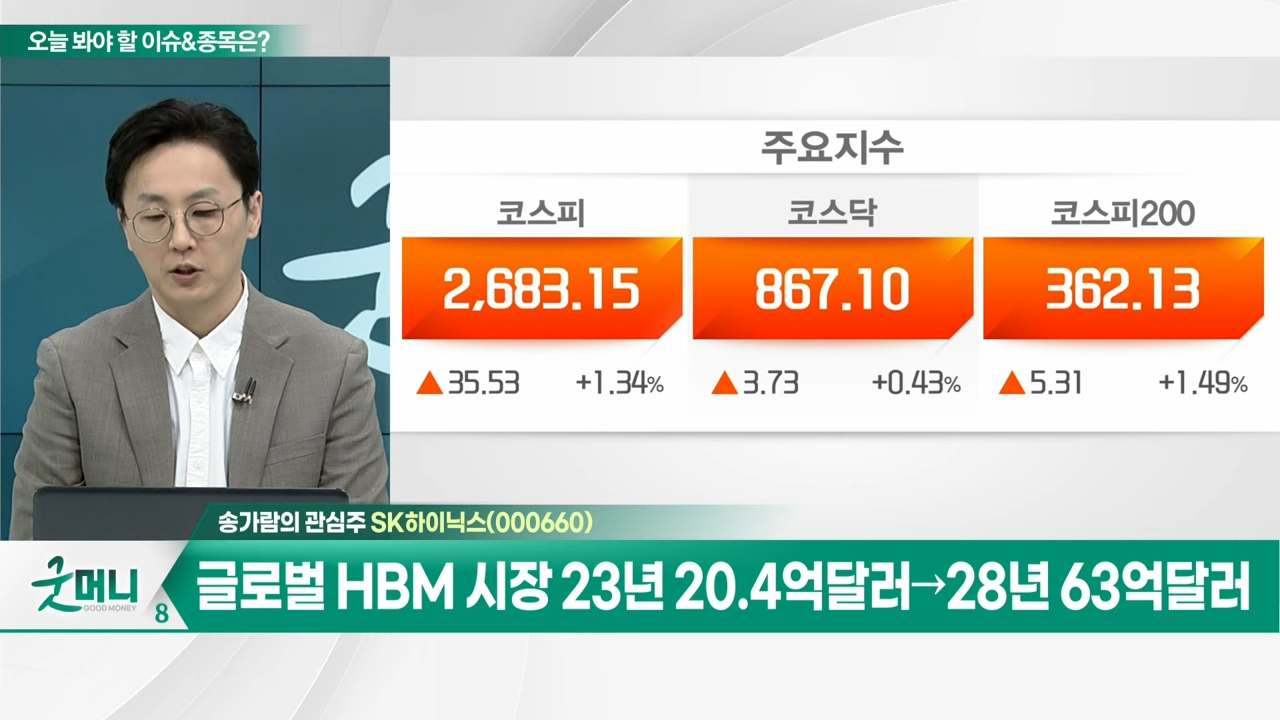 오늘 봐야 할 이슈&종목은?
주요지수
코스피 코스닥 코스피200
2,683.15 867.10 362.13
▲35.53 +1.34% ▲3.73 +0.43% ▲5.31 +1.49%
송가람의 관심주 SK하이닉스(000660)
굿머니
GOOD MONEY
8
글로벌 HBM 시장 23년 20.4억달러→28년 63억달러